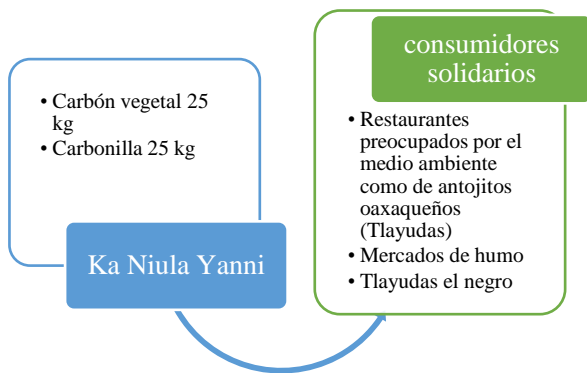 • Carbón vegetal 25
kg
• Carbonilla 25 kg
Ka Niula Yanni
consumidores
solidarios
• Restaurantes
preocupados por el
medio ambiente
como de antojitos
oaxaqueños
(Tlayudas)
• Mercados de humo
• Tlayudas el negro